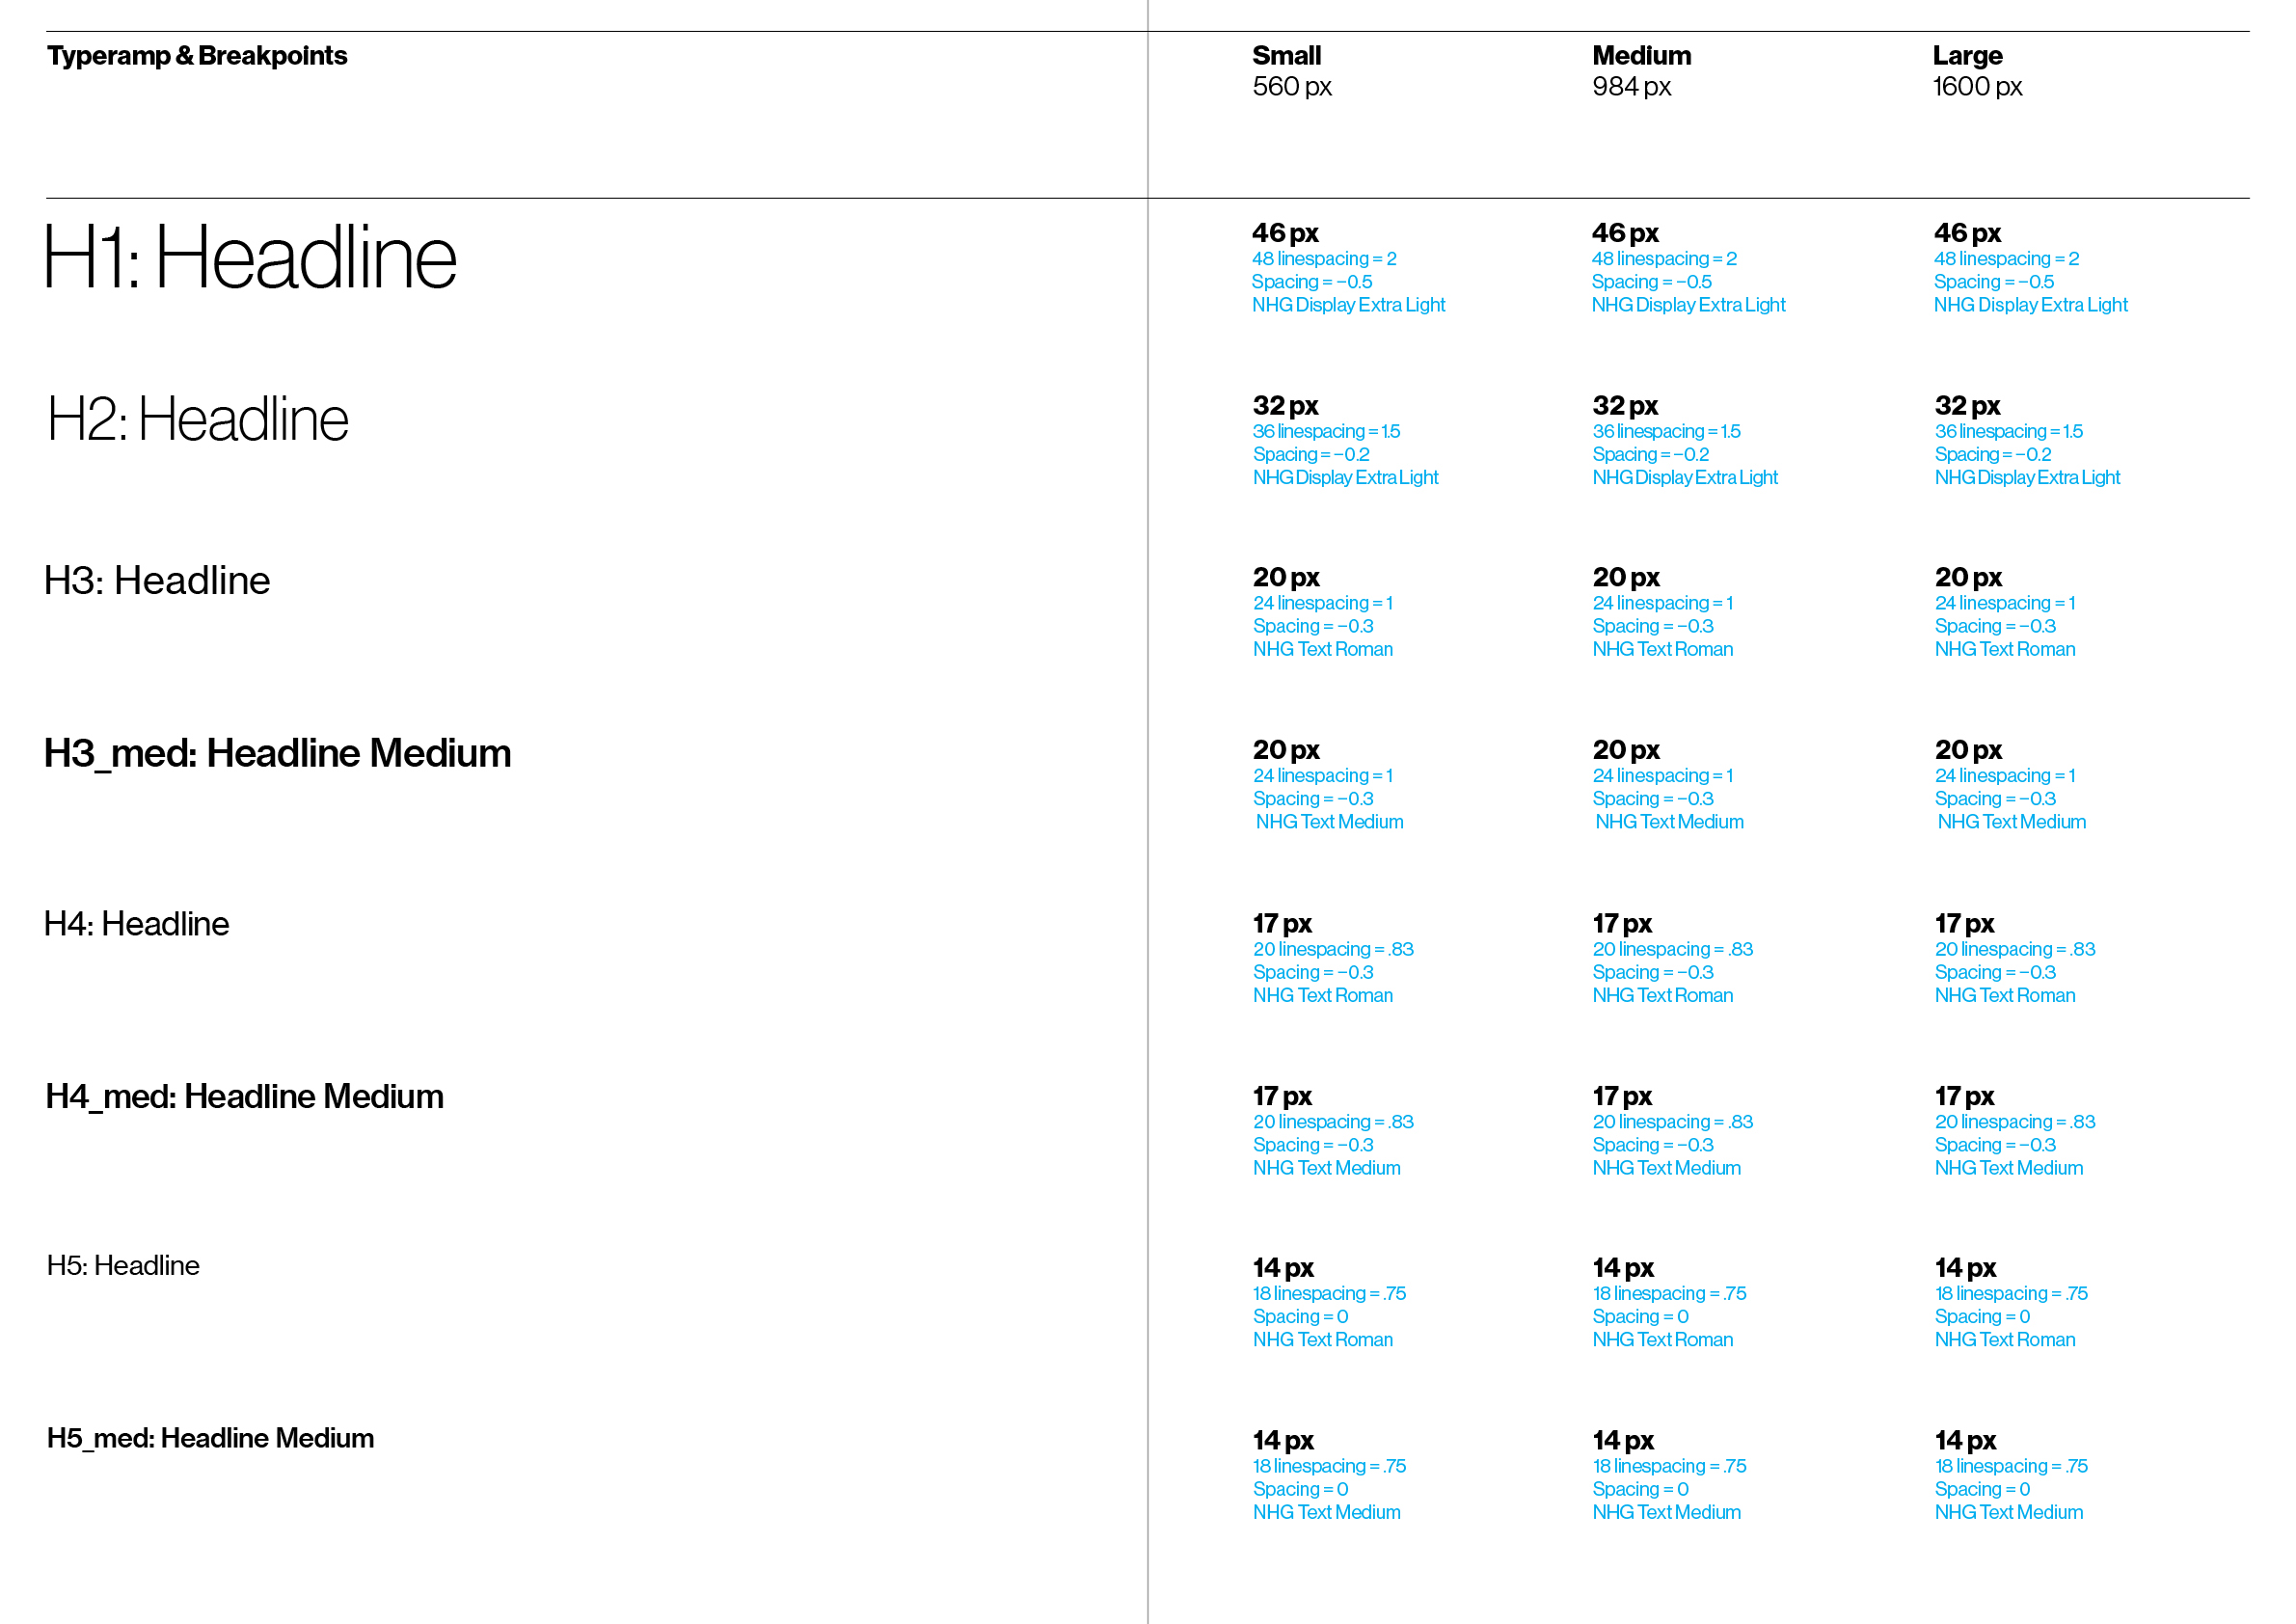 Typeramp & Breakpoints
Small
560 px
Medium
984 px
Large
1600 px
H1: Headline
46 px
48 linespacing = 2
Spacing = −0.5
NHG Display Extra Light
46 px
48 linespacing = 2
Spacing = −0.5
NHG Display Extra Light
46 px
48 linespacing = 2
Spacing = −0.5
NHG Display Extra Light
H2: Headline
32 px
36 linespacing = 1.5
Spacing = −0.2
NHG Display Extra Light
32 px
36 linespacing = 1.5
Spacing = −0.2
NHG Display Extra Light
32 px
36 linespacing = 1.5
Spacing = −0.2
NHG Display Extra Light
H3: Headline
20 px
24 linespacing = 1
Spacing = −0.3
NHG Text Roman
20 px
24 linespacing = 1
Spacing = −0.3
NHG Text Roman
20 px
24 linespacing = 1
Spacing = −0.3
NHG Text Roman
H3_med: Headline Medium
20 px
24 linespacing = 1
Spacing = −0.3
NHG Text Medium
20 px
24 linespacing = 1
Spacing = −0.3
NHG Text Medium
20 px
24 linespacing = 1
Spacing = −0.3
NHG Text Medium
H4: Headline
17 px
20 linespacing = .83
Spacing = −0.3
NHG Text Roman
17 px
20 linespacing = .83
Spacing = −0.3
NHG Text Roman
17 px
20 linespacing = .83
Spacing = −0.3
NHG Text Roman
H4_med: Headline Medium
17 px
20 linespacing = .83
Spacing = −0.3
NHG Text Medium
17 px
20 linespacing = .83
Spacing = −0.3
NHG Text Medium
17 px
20 linespacing = .83
Spacing = −0.3
NHG Text Medium
H5: Headline
14 px
18 linespacing = .75
Spacing = 0
NHG Text Roman
14 px
18 linespacing = .75
Spacing = 0
NHG Text Roman
14 px
18 linespacing = .75
Spacing = 0
NHG Text Roman
H5_med: Headline Medium
14 px
18 linespacing = .75
Spacing = 0
NHG Text Medium
14 px
18 linespacing = .75
Spacing = 0
NHG Text Medium
14 px
18 linespacing = .75
Spacing = 0
NHG Text Medium